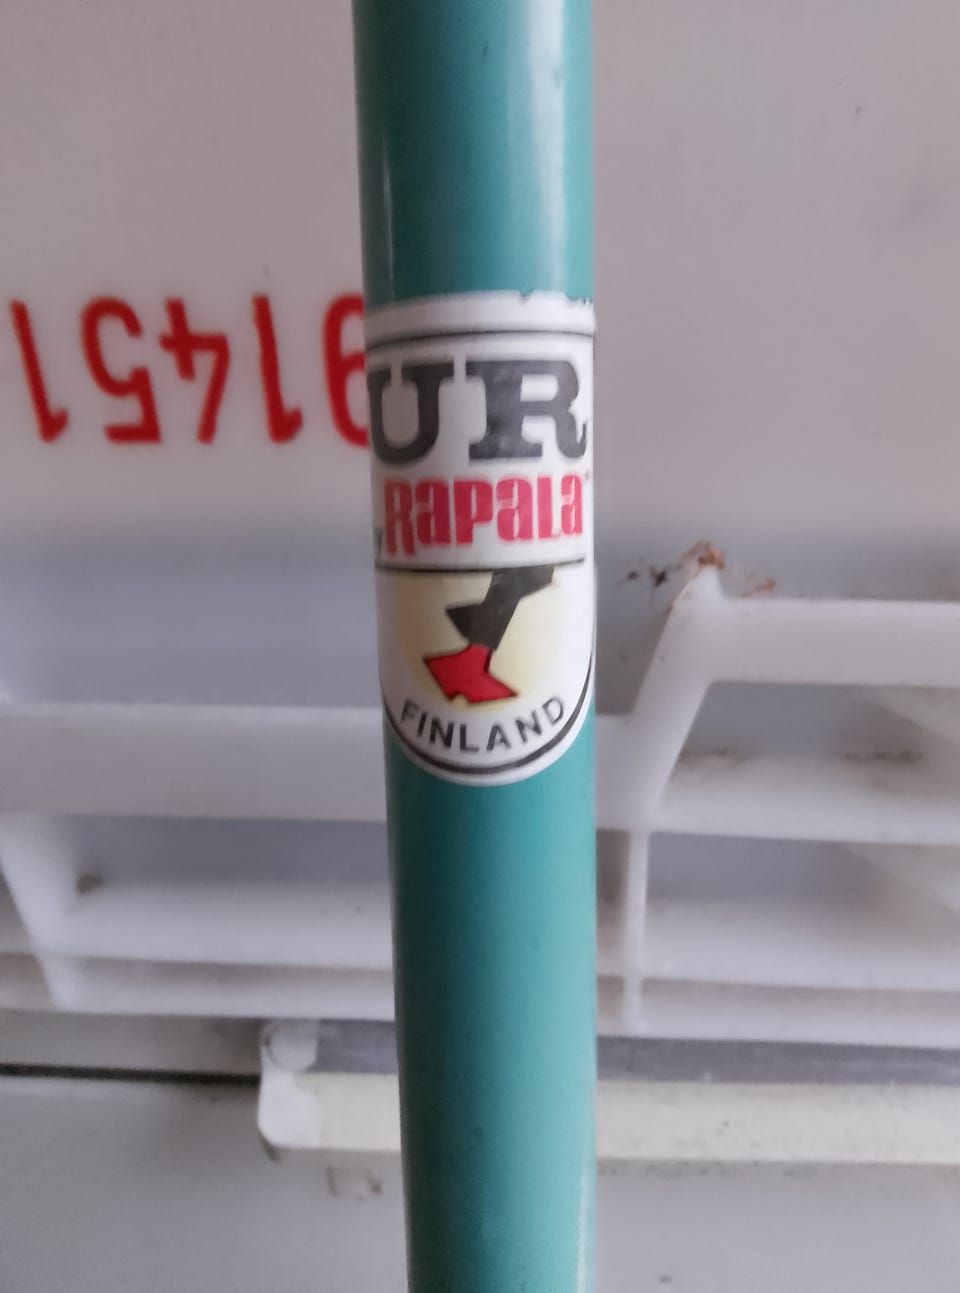 91451
UR
Rapala
FINLAND